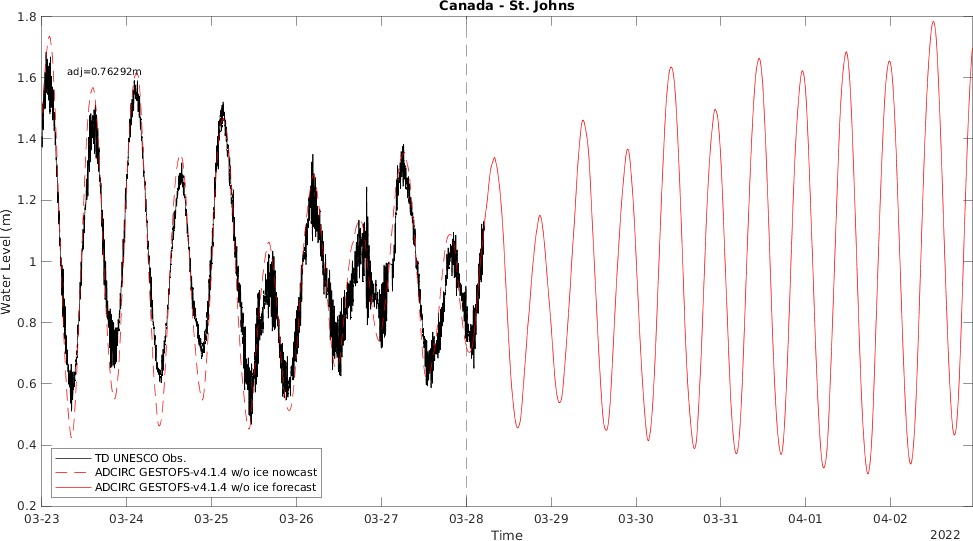 Canada - St. Johns
1.8
1.6
1.4
1.2
1
0.8
0.6
0.4
0.2
Water Level (m)
adj=0.76292m
TD UNESCO Obs.
ADCIRC GESTOFS-v4.1.4 w/o ice nowcast
ADCIRC GESTOFS-v4.1.4 w/o ice forecast
03-23 03-24 03-25 03-26 03-27 03-28 03-29 03-30 03-31 04-01 04-02
Time
2022